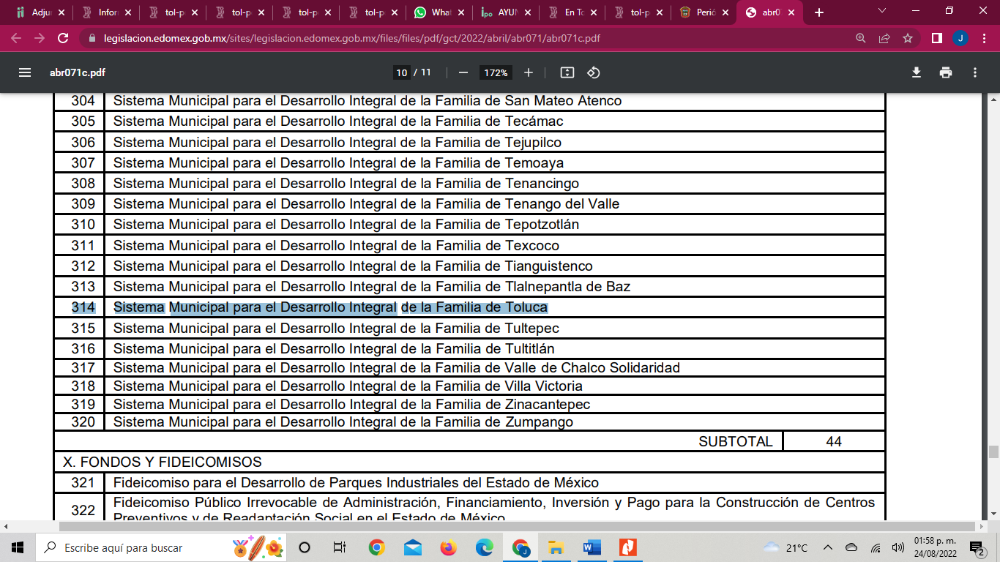 Adjur
Inform
tol-p
tol-p
tol-p
tol-p
What
AYUN
En To
tol-p
Perió
abr07
legislacion.edomex.gob.mx/sites/legislacion.edomex.gob.mx/files/files/pdf/gct/2022/abril/abr071/abr071c.pdf
J
abr071c.pdf
10 / 11
172%
304 Sistema Municipal para el Desarrollo Integral de la Familia de San Mateo Atenco
305 Sistema Municipal para el Desarrollo Integral de la Familia de Tecámac
306 Sistema Municipal para el Desarrollo Integral de la Familia de Tejupilco
307 Sistema Municipal para el Desarrollo Integral de la Familia de Temoaya
308 Sistema Municipal para el Desarrollo Integral de la Familia de Tenancingo
309 Sistema Municipal para el Desarrollo Integral de la Familia de Tenango del Valle
310 Sistema Municipal para el Desarrollo Integral de la Familia de Tepotzotlán
311 Sistema Municipal para el Desarrollo Integral de la Familia de Texcoco
312 Sistema Municipal para el Desarrollo Integral de la Familia de Tianguistenco
313 Sistema Municipal para el Desarrollo Integral de la Familia de Tlalnepantla de Baz
314 Sistema Municipal para el Desarrollo Integral de la Familia de Toluca
315 Sistema Municipal para el Desarrollo Integral de la Familia de Tultepec
316 Sistema Municipal para el Desarrollo Integral de la Familia de Tultitlán
317 Sistema Municipal para el Desarrollo Integral de la Familia de Valle de Chalco Solidaridad
318 Sistema Municipal para el Desarrollo Integral de la Familia de Villa Victoria
319 Sistema Municipal para el Desarrollo Integral de la Familia de Zinacantepec
320 Sistema Municipal para el Desarrollo Integral de la Familia de Zumpango
SUBTOTAL 44
X. FONDOS Y FIDEICOMISOS
321 Fideicomiso para el Desarrollo de Parques Industriales del Estado de México
322 Fideicomiso Público Irrevocable de Administración, Financiamiento, Inversión y Pago para la Construcción de Centros
Preventivos y de Readaptación Social en el Estado de México
Escribe aquí para buscar
21°C
01:58 p. m.
24/08/2022
2